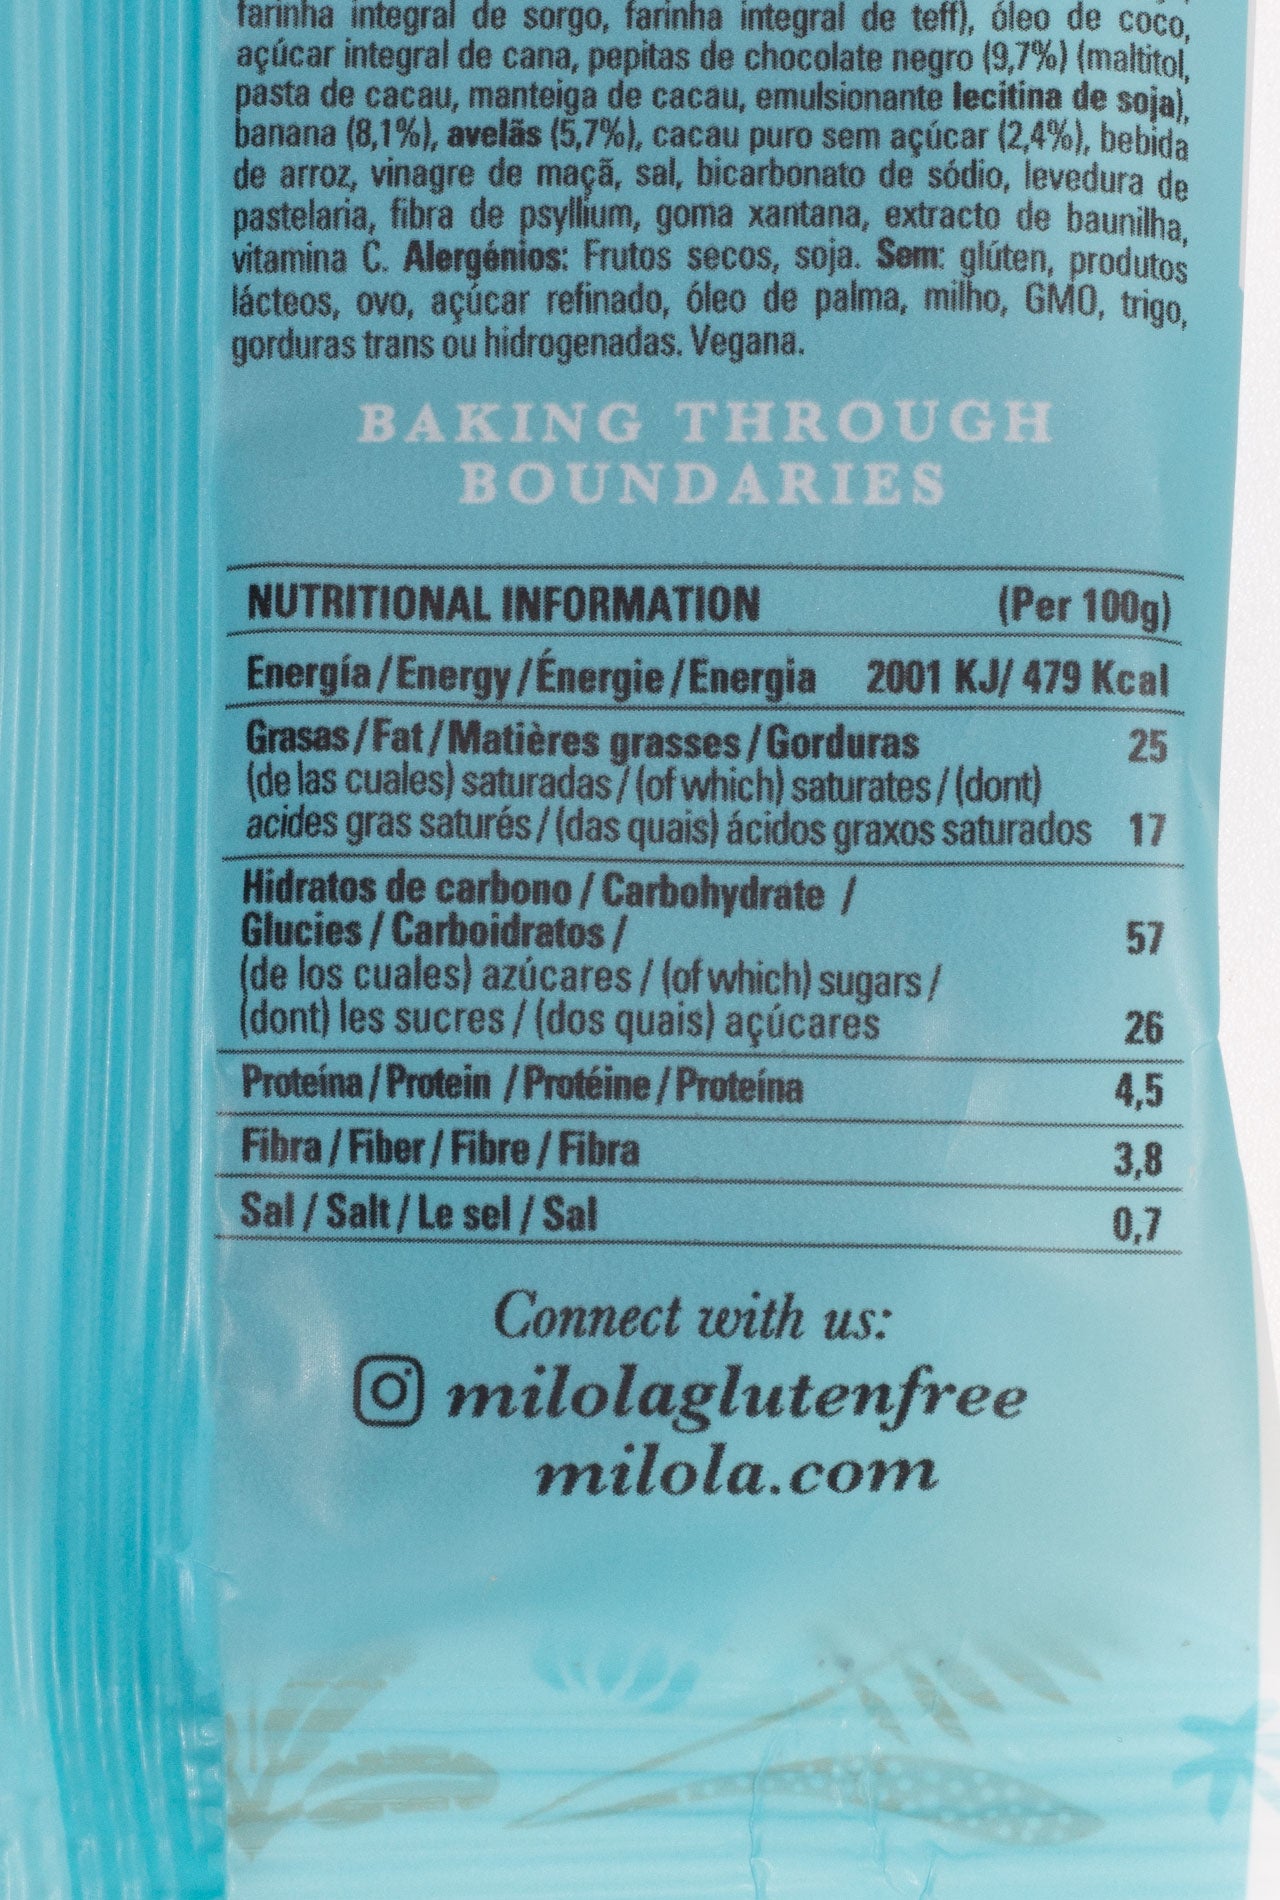 farinha integral de sorgo, farinha integral de teff), óleo de coco,
açúcar integral de cana, pepitas de chocolate negro (9,7%) (maltitol,
pasta de cacau, manteiga de cacau, emulsionante lecitina de soja),
banana (8,1%), avelãs (5,7%), cacau puro sem açúcar (2,4%), bebida
de arroz, vinagre de maçã, sal, bicarbonato de sódio, levedura de
pastelaria, fibra de psyllium, goma xantana, extracto de baunilha,
vitamina C. Alergénios: Frutos secos, soja. Sem: glúten, produtos
lácteos, ovo, açúcar refinado, óleo de palma, milho, GMO, trigo,
gorduras trans ou hidrogenadas. Vegana.
BAKING THROUGH
BOUNDARIES
NUTRITIONAL INFORMATION (Per 100g)
Energía / Energy / Énergie / Energia 2001 KJ/ 479 Kcal
Grasas / Fat / Matières grasses / Gorduras 25
(de las cuales) saturadas / (of which) saturates / (dont)
acides gras saturés / (das quais) ácidos graxos saturados 17
Hidratos de carbono / Carbohydrate /
Glucies / Carboidratos / 57
(de los cuales) azúcares / (of which) sugars /
(dont) les sucres / (dos quais) açúcares 26
Proteína / Protein / Protéine / Proteína 4,5
Fibra / Fiber / Fibre / Fibra 3,8
Sal / Salt / Le sel / Sal 0,7
Connect with us:
milolaglutenfree
milola.com